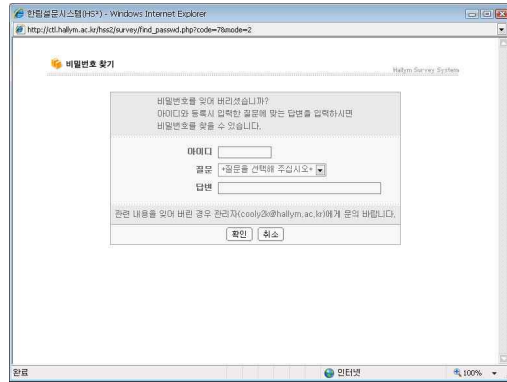 한림설문시스템(HS²) - Windows Internet Explorer
http://ctl.hallym.ac.kr/hss2/survey/find_passwd.php?code=7&mode=2
비밀번호 찾기
Hallym Survey System
비밀번호를 잊어 버리셨습니까?
아이디와 등록시 입력한 질문에 맞는 답변을 입력하시면
비밀번호를 찾을 수 있습니다.
아이디
질문 *질문을 선택해 주십시오*
답변
관련 내용을 잊어 버린 경우 관리자(cooly2k@hallym.ac.kr)에게 문의 바랍니다.
확인 취소
완료 인터넷 100%